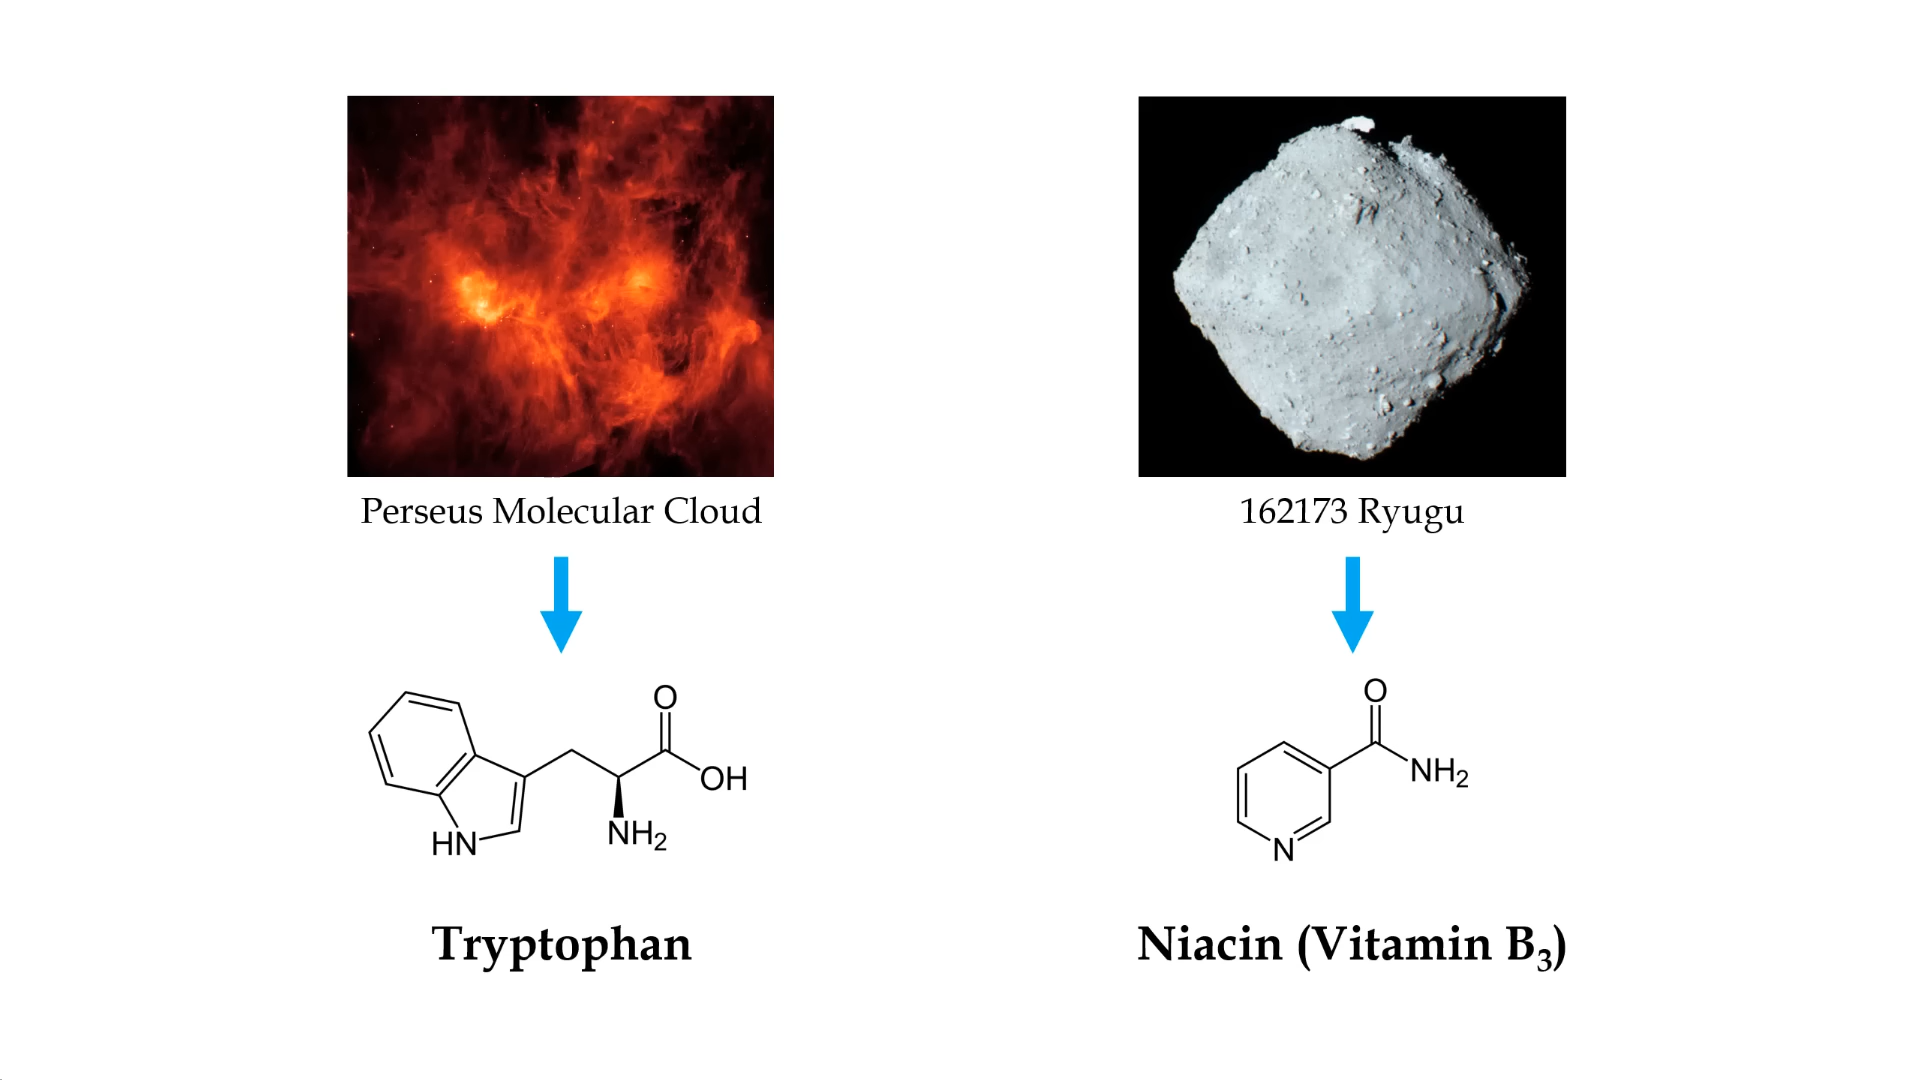 Perseus Molecular Cloud
162173 Ryugu
O
OH
NH2
HN
O
NH2
N
Tryptophan
Niacin (Vitamin B3)